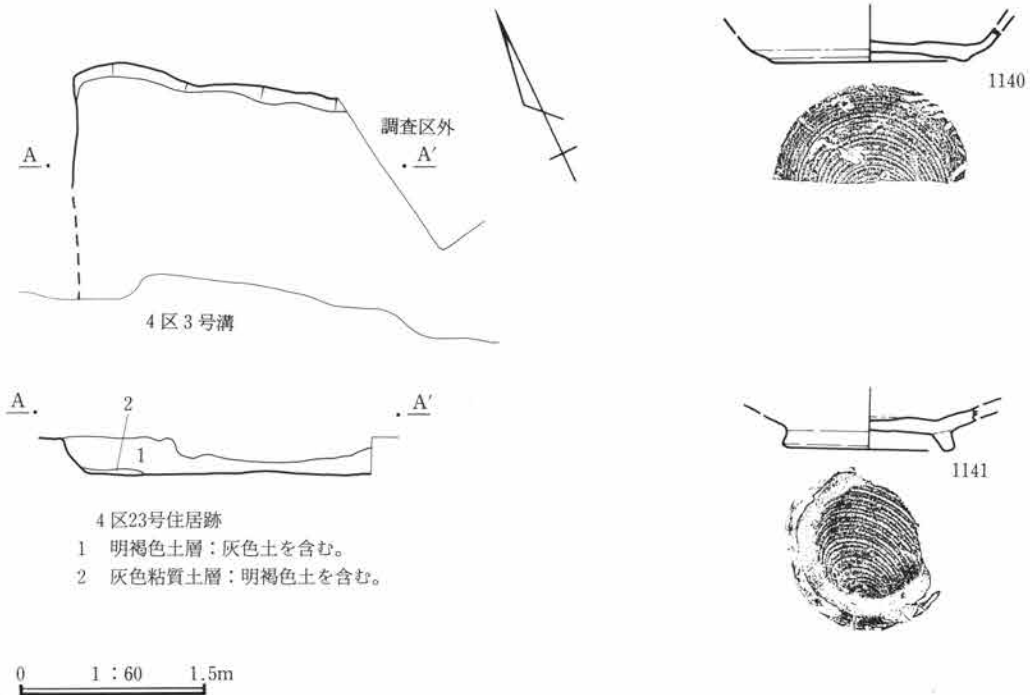 1140
調査区外
A A′
4区3号溝
A 2 A′
1
1141
4区23号住居跡
1 明褐色土層：灰色土を含む。
2 灰色粘質土層：明褐色土を含む。
0 1：60 1.5m